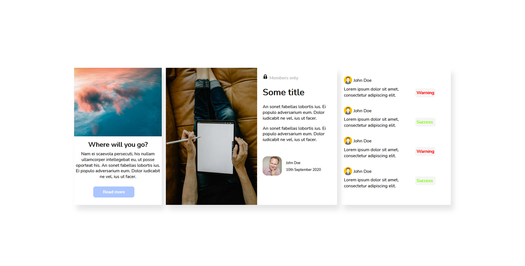 Where will you go?
Nam ei scaevola persecuti, his nullam
ullamcorper intellegebat eu, ut posse
oporteat his. An sonet fabellas lobortis ius.
Ei populo adversarium eum. Dolor iudicabit
ne vel, ius ut facer.
Read more
Members only
Some title
An sonet fabellas lobortis ius. Ei
populo adversarium eum. Dolor
iudicabit ne vel, ius ut facer.
An sonet fabellas lobortis ius. Ei
populo adversarium eum. Dolor
iudicabit ne vel, ius ut facer.
John Doe
10th September 2020
John Doe
Lorem ipsum dolor sit amet,
consectetur adipiscing elit.
Warning
John Doe
Lorem ipsum dolor sit amet,
consectetur adipiscing elit.
Success
John Doe
Lorem ipsum dolor sit amet,
consectetur adipiscing elit.
Warning
John Doe
Lorem ipsum dolor sit amet,
consectetur adipiscing elit.
Success